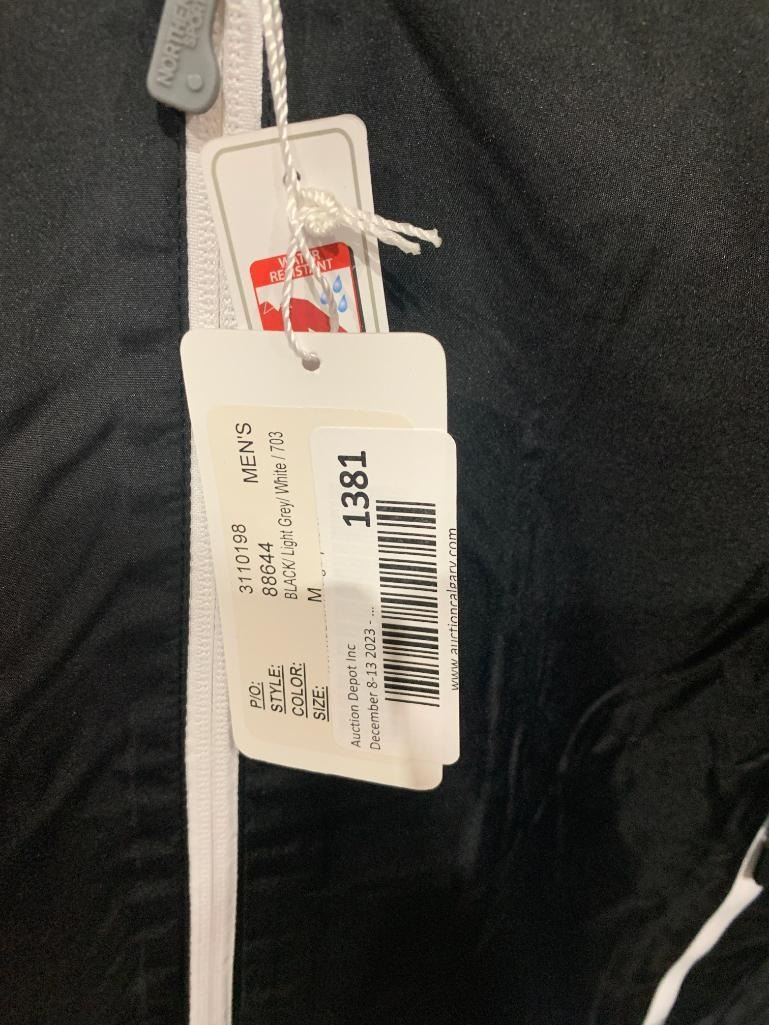 NORTH
SPORT
WATER
RESISTANT
P/O: 3110198 MEN'S
STYLE: 88644
COLOR: BLACK/ Light Grey/ White / 703
SIZE: M
1381
Auction Depot Inc
December 8-13 2023 - ...
www.auctioncalgary.com